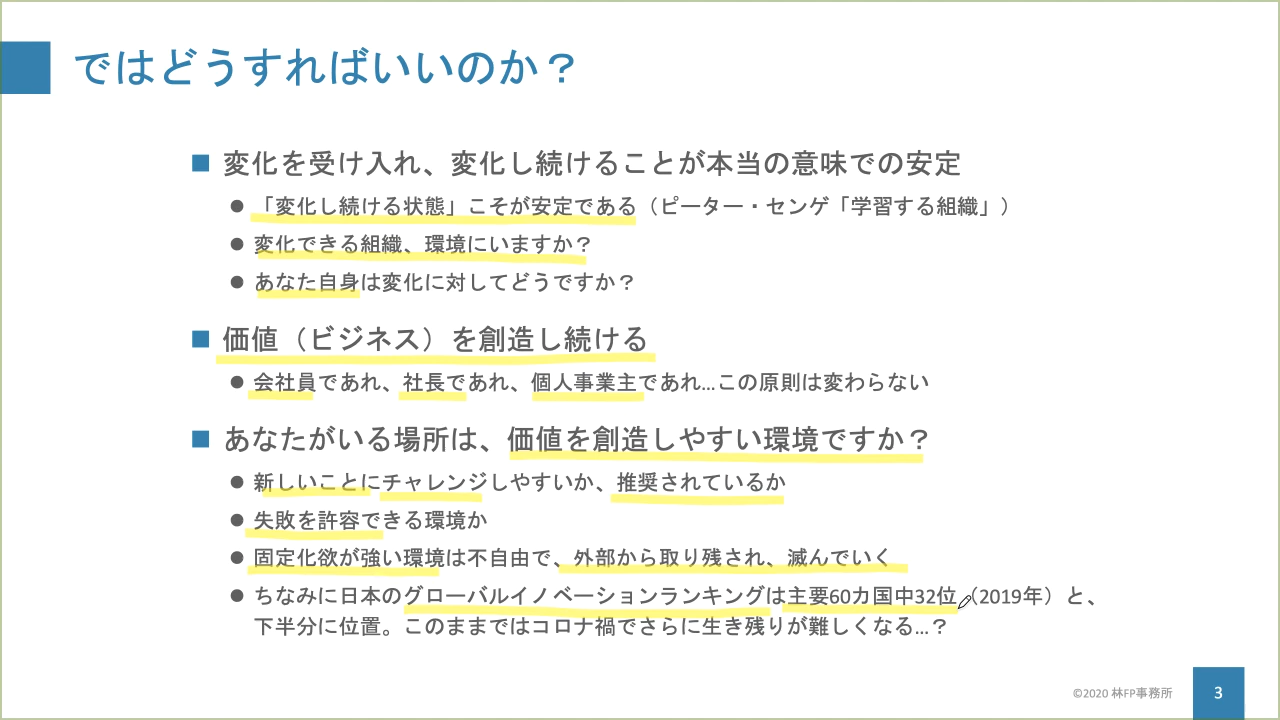 ではどうすればいいのか？
■ 変化を受け入れ、変化し続けることが本当の意味での安定
● 「変化し続ける状態」こそが安定である（ピーター・センゲ「学習する組織」）
● 変化できる組織、環境にいますか？
● あなた自身は変化に対してどうですか？
■ 価値（ビジネス）を創造し続ける
● 会社員であれ、社長であれ、個人事業主であれ…この原則は変わらない
■ あなたがいる場所は、価値を創造しやすい環境ですか？
● 新しいことにチャレンジしやすいか、推奨されているか
● 失敗を許容できる環境か
● 固定化欲が強い環境は不自由で、外部から取り残され、滅んでいく
● ちなみに日本のグローバルイノベーションランキングは主要60カ国中32位（2019年）と、
下半分に位置。このままではコロナ禍でさらに生き残りが難しくなる…？
©2020 林FP事務所
3